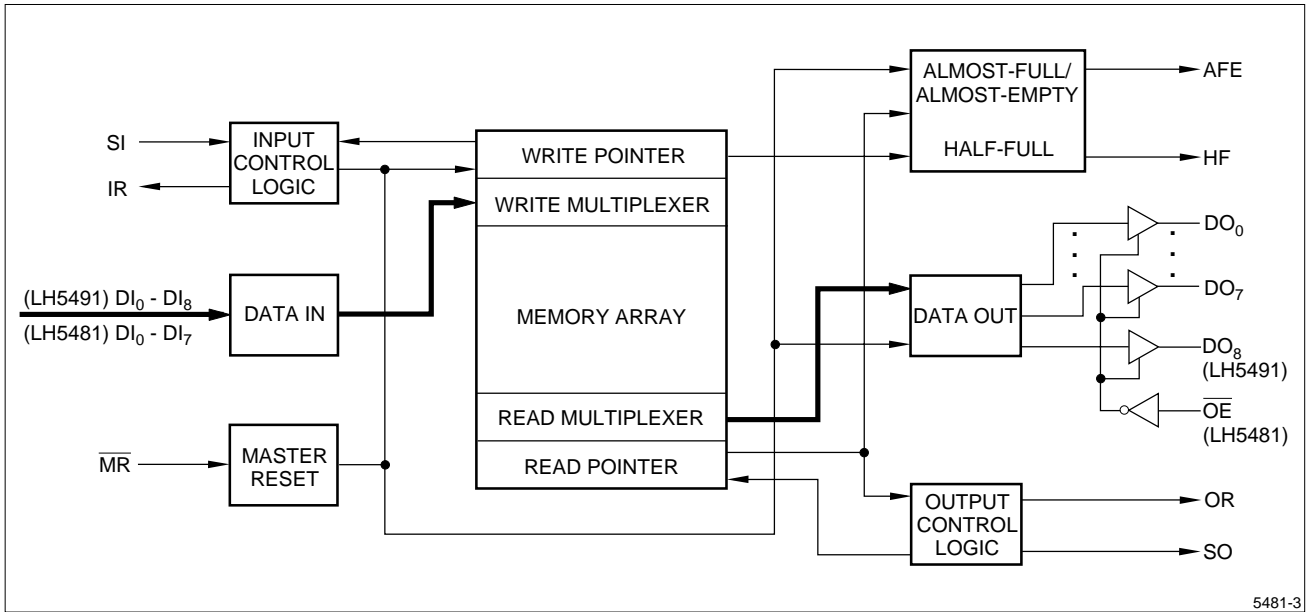 SI
IR
INPUT
CONTROL
LOGIC
(LH5491) DI₀ - DI₈
(LH5481) DI₀ - DI₇
DATA IN
M̅R̅
MASTER
RESET
WRITE POINTER
WRITE MULTIPLEXER
MEMORY ARRAY
READ MULTIPLEXER
READ POINTER
ALMOST-FULL/
ALMOST-EMPTY
HALF-FULL
AFE
HF
DATA OUT
DO₀
DO₇
DO₈
(LH5491)
O̅E̅
(LH5481)
OUTPUT
CONTROL
LOGIC
OR
SO
5481-3